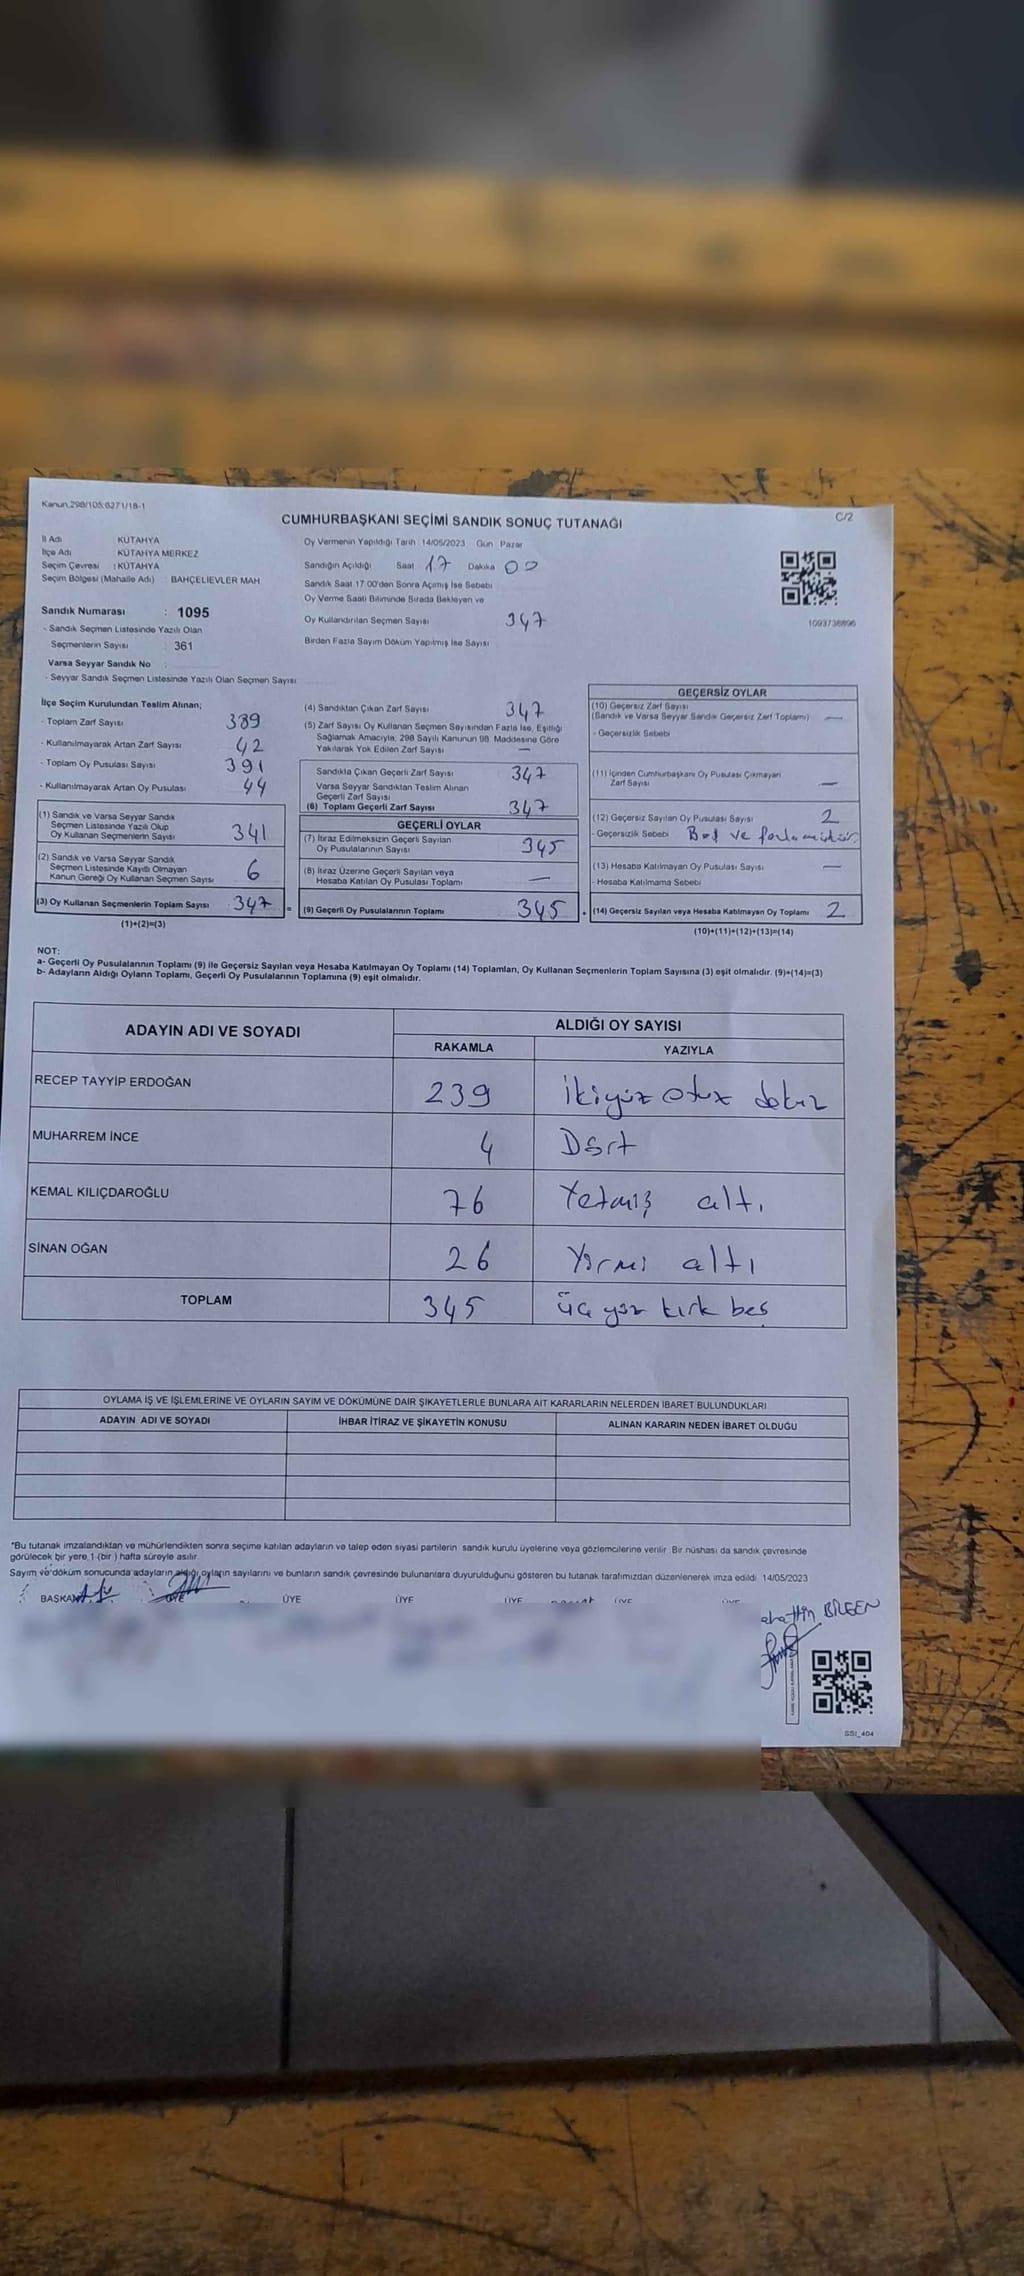 Kanun.298/105;6271/18-1
C/2
CUMHURBAŞKANI SEÇİMİ SANDIK SONUÇ TUTANAĞI
İl Adı : KÜTAHYA
İlçe Adı : KÜTAHYA MERKEZ
Seçim Çevresi : KÜTAHYA
Seçim Bölgesi (Mahalle Adı) BAHÇELİEVLER MAH.
Sandık Numarası : 1095
- Sandık Seçmen Listesinde Yazılı Olan
Seçmenlerin Sayısı : 361
Varsa Seyyar Sandık No :
- Seyyar Sandık Seçmen Listesinde Yazılı Olan Seçmen Sayısı
Oy Vermenin Yapıldığı Tarih 14/05/2023 Gün Pazar
Sandığın Açıldığı Saat 17 Dakika 00
Sandık Saat 17.00'den Sonra Açılmış İse Sebebi
Oy Verme Saati Bitiminde Sırada Bekleyen ve
Oy Kullandırılan Seçmen Sayısı 347
Birden Fazla Sayım Döküm Yapılmış İse Sayısı
1093736896
İlçe Seçim Kurulundan Teslim Alınan;
- Toplam Zarf Sayısı 389
- Kullanılmayarak Artan Zarf Sayısı 42
- Toplam Oy Pusulası Sayısı 391
- Kullanılmayarak Artan Oy Pusulası 44
(1) Sandık ve Varsa Seyyar Sandık
Seçmen Listesinde Yazılı Olup
Oy Kullanan Seçmenlerin Sayısı 341
(2) Sandık ve Varsa Seyyar Sandık
Seçmen Listesinde Kayıtlı Olmayan
Kanun Gereği Oy Kullanan Seçmen Sayısı 6
(3) Oy Kullanan Seçmenlerin Toplam Sayısı 347
(1)+(2)=(3)
(4) Sandıktan Çıkan Zarf Sayısı 347
(5) Zarf Sayısı Oy Kullanan Seçmen Sayısından Fazla İse, Eşitliği
Sağlamak Amacıyla, 298 Sayılı Kanunun 98. Maddesine Göre
Yakılarak Yok Edilen Zarf Sayısı —
Sandıkta Çıkan Geçerli Zarf Sayısı 347
Varsa Seyyar Sandıktan Teslim Alınan
Geçerli Zarf Sayısı
(6) Toplam Geçerli Zarf Sayısı 347
GEÇERLİ OYLAR
(7) İtiraz Edilmeksizin Geçerli Sayılan
Oy Pusulalarının Sayısı 345
(8) İtiraz Üzerine Geçerli Sayılan veya
Hesaba Katılan Oy Pusulası Toplamı —
= (9) Geçerli Oy Pusulalarının Toplamı 345
GEÇERSİZ OYLAR
(10) Geçersiz Zarf Sayısı
(Sandık ve Varsa Seyyar Sandık Geçersiz Zarf Toplamı) —
- Geçersizlik Sebebi
(11) İçinden Cumhurbaşkanı Oy Pusulası Çıkmayan
Zarf Sayısı —
(12) Geçersiz Sayılan Oy Pusulası Sayısı 2
- Geçersizlik Sebebi Boş ve
(13) Hesaba Katılmayan Oy Pusulası Sayısı —
- Hesaba Katılmama Sebebi
(14) Geçersiz Sayılan veya Hesaba Katılmayan Oy Toplamı 2
(10)+(11)+(12)+(13)=(14)
NOT:
a- Geçerli Oy Pusulalarının Toplamı (9) ile Geçersiz Sayılan veya Hesaba Katılmayan Oy Toplamı (14) Toplamları, Oy Kullanan Seçmenlerin Toplam Sayısına (3) eşit olmalıdır. (9)+(14)=(3)
b- Adayların Aldığı Oyların Toplamı, Geçerli Oy Pusulalarının Toplamına (9) eşit olmalıdır.
ADAYIN ADI VE SOYADI
ALDIĞI OY SAYISI
RAKAMLA YAZIYLA
RECEP TAYYİP ERDOĞAN 239 İkiyüz otuz dokuz
MUHARREM İNCE 4 Dört
KEMAL KILIÇDAROĞLU 76 Yetmiş altı
SİNAN OĞAN 26 Yirmi altı
TOPLAM 345 üç yüz kırk beş
OYLAMA İŞ VE İŞLEMLERİNE VE OYLARIN SAYIM VE DÖKÜMÜNE DAİR ŞİKAYETLERLE BUNLARA AİT KARARLARIN NELERDEN İBARET BULUNDUKLARI
ADAYIN ADI VE SOYADI İHBAR İTİRAZ VE ŞİKAYETİN KONUSU ALINAN KARARIN NEDEN İBARET OLDUĞU
*Bu tutanak imzalandıktan ve mühürlendikten sonra seçime katılan adayların ve talep eden siyasi partilerin sandık kurulu üyelerine veya gözlemcilerine verilir. Bir nüshası da sandık çevresinde
görülecek bir yere 1 (bir) hafta süreyle asılır.
Sayım ve döküm sonucunda adayların aldığı oyların sayılarını ve bunların sandık çevresinde bulunanlara duyurulduğunu gösteren bu tutanak tarafımızdan düzenlenerek imza edildi. 14/05/2023
BAŞKAN ÜYE ÜYE ÜYE ÜYE ÜYE ÜYE
BİLGEN
SSI_404